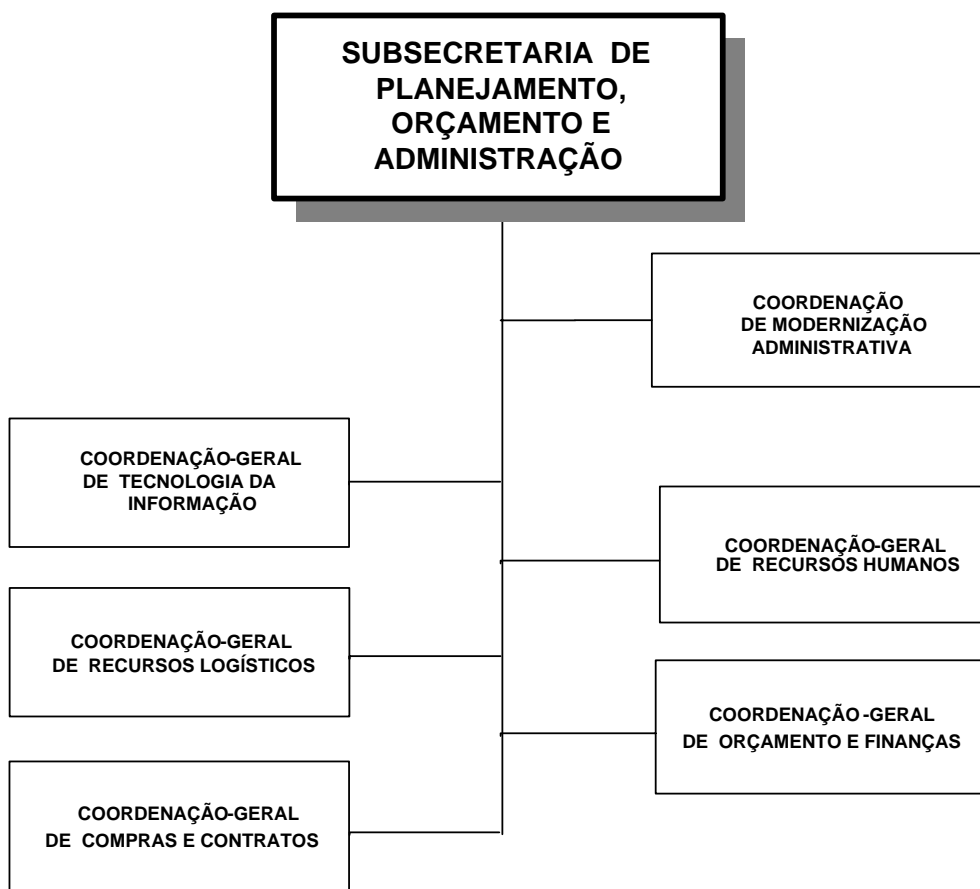 SUBSECRETARIA DE
PLANEJAMENTO,
ORÇAMENTO E
ADMINISTRAÇÃO
COORDENAÇÃO
DE MODERNIZAÇÃO
ADMINISTRATIVA
COORDENAÇÃO-GERAL
DE TECNOLOGIA DA
INFORMAÇÃO
COORDENAÇÃO-GERAL
DE RECURSOS HUMANOS
COORDENAÇÃO-GERAL
DE RECURSOS LOGÍSTICOS
COORDENAÇÃO -GERAL
DE ORÇAMENTO E FINANÇAS
COORDENAÇÃO-GERAL
DE COMPRAS E CONTRATOS